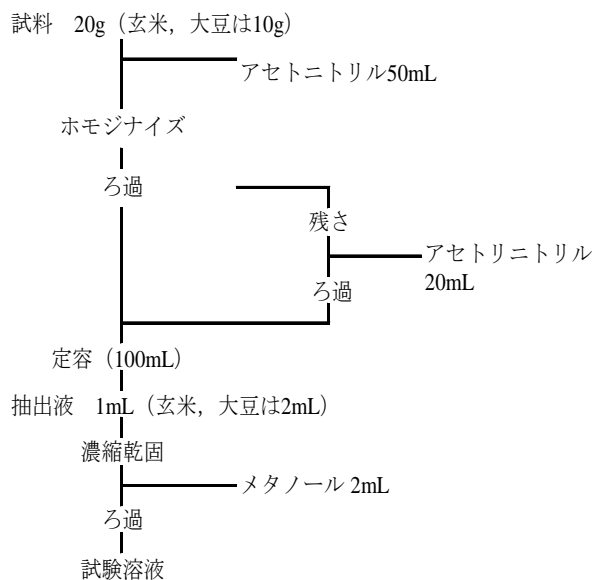 試料　20g（玄米，大豆は10g）
アセトニトリル50mL
ホモジナイズ
ろ過
残さ
アセトリニトリル
20mL
ろ過
定容（100mL）
抽出液　1mL（玄米，大豆は2mL）
濃縮乾固
メタノール 2mL
ろ過
試験溶液